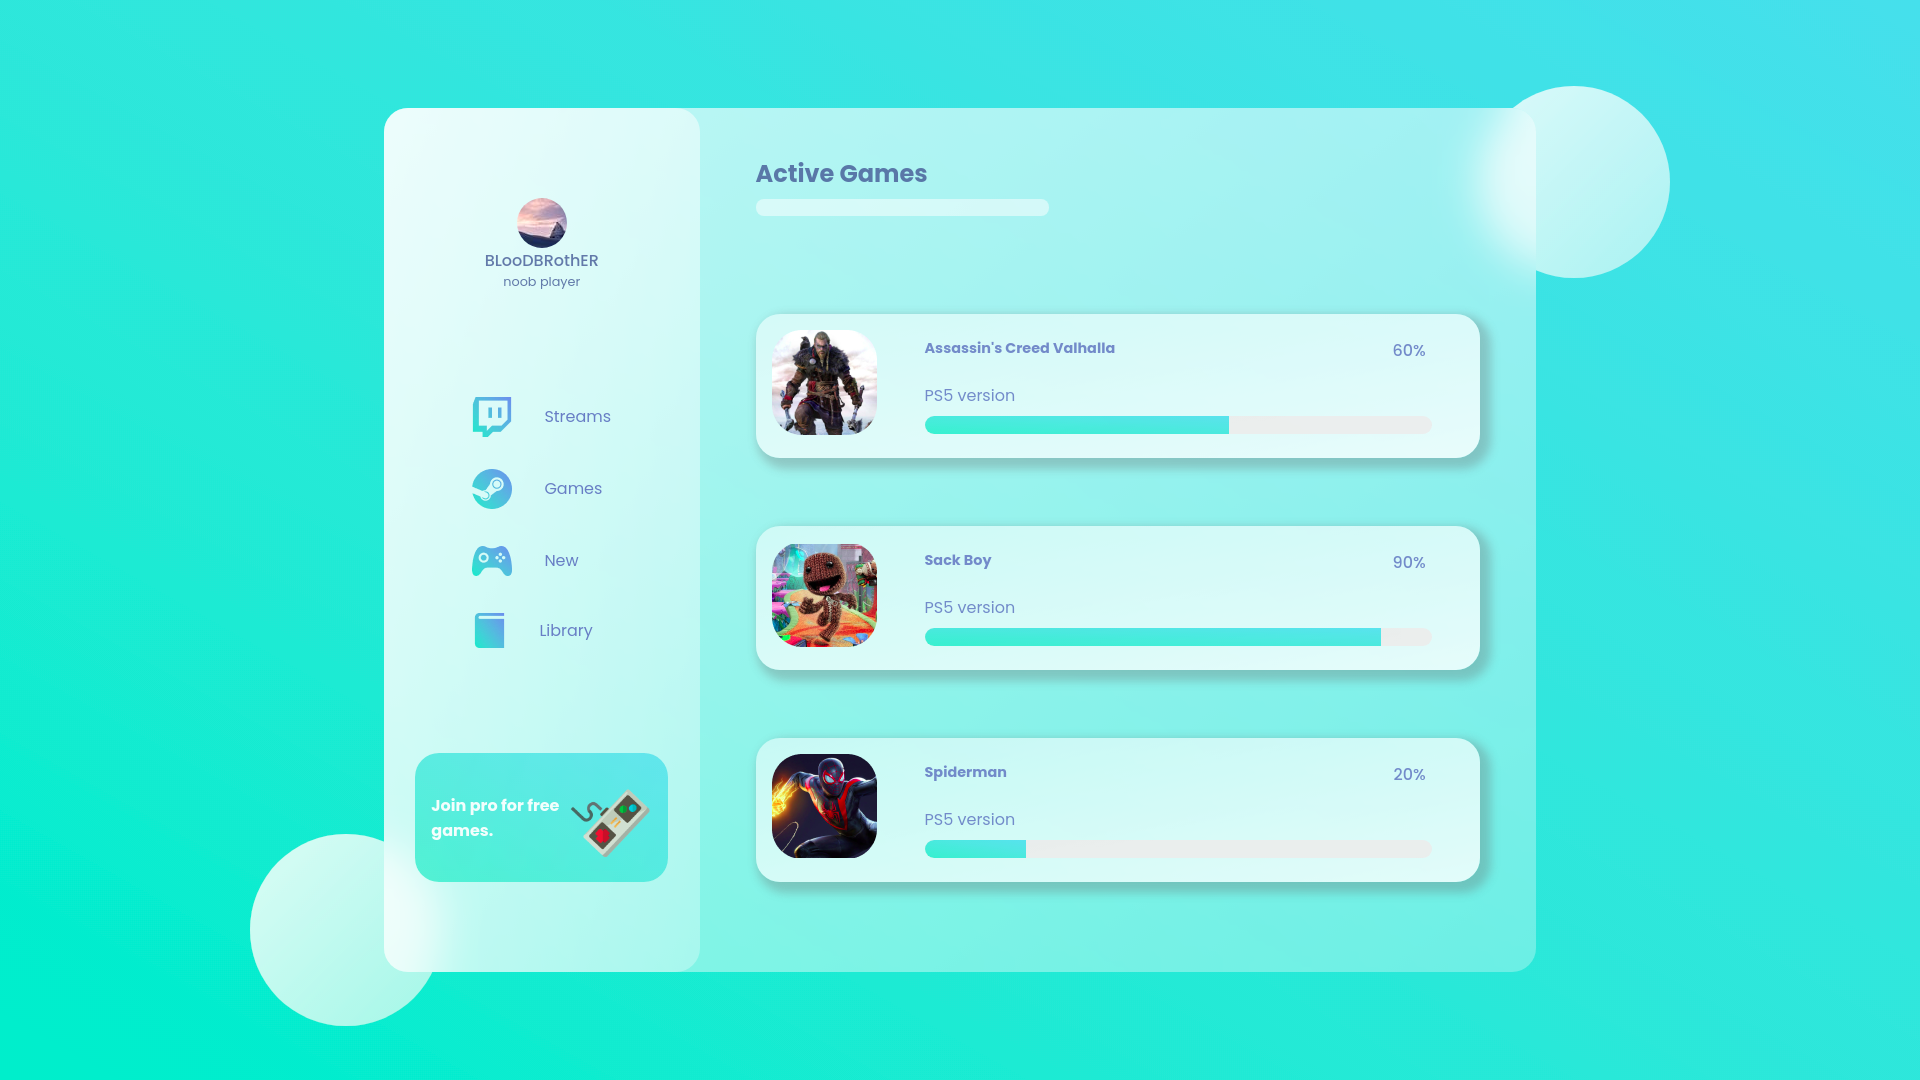 BLooDBRothER
noob player
Streams
Games
New
Library
Join pro for free
games.
Active Games
Assassin's Creed Valhalla
60%
PS5 version
Sack Boy
90%
PS5 version
Spiderman
20%
PS5 version